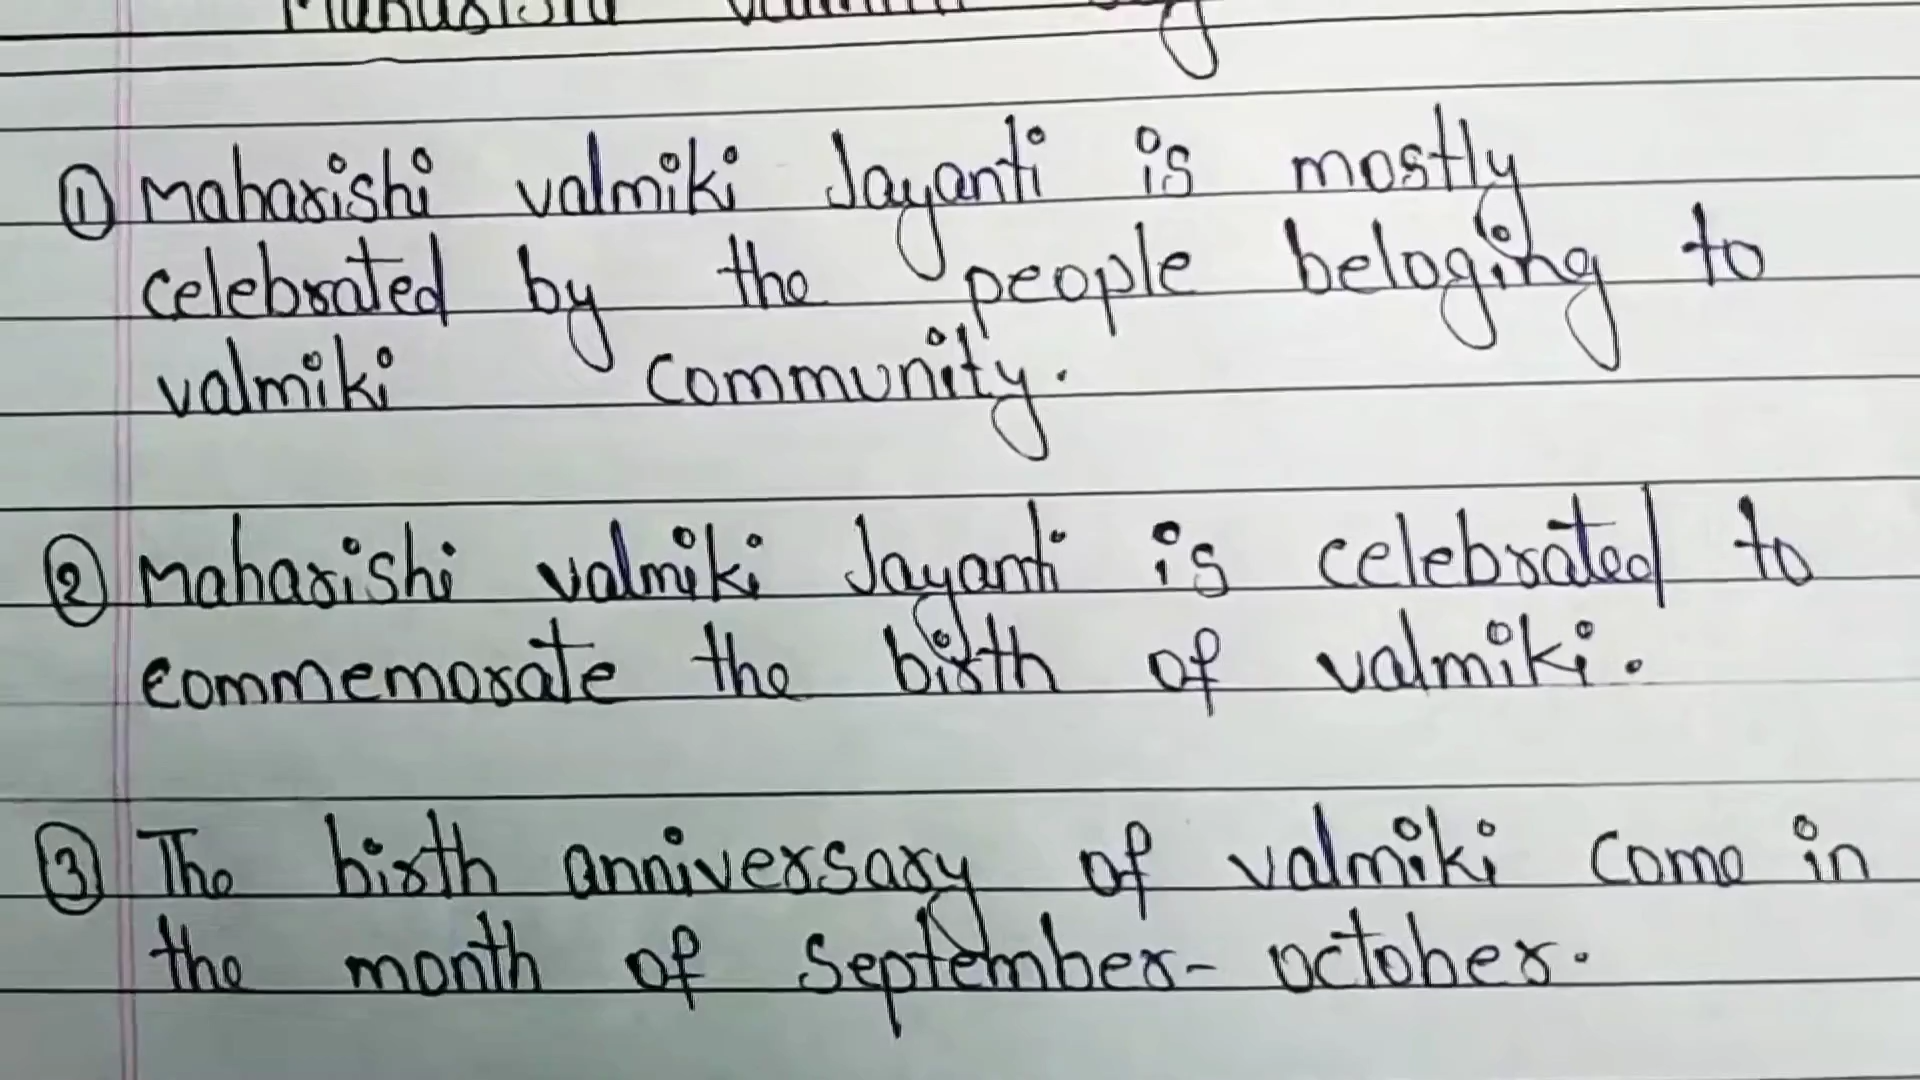 Maharishi valmiki
① Maharishi valmiki Jayanti is mostly
celebrated by the people beloging to
valmiki community.
② Maharishi valmiki Jayanti is celebrated to
commemorate the birth of valmiki.
③ The birth anniversary of valmiki come in
the month of September- october.